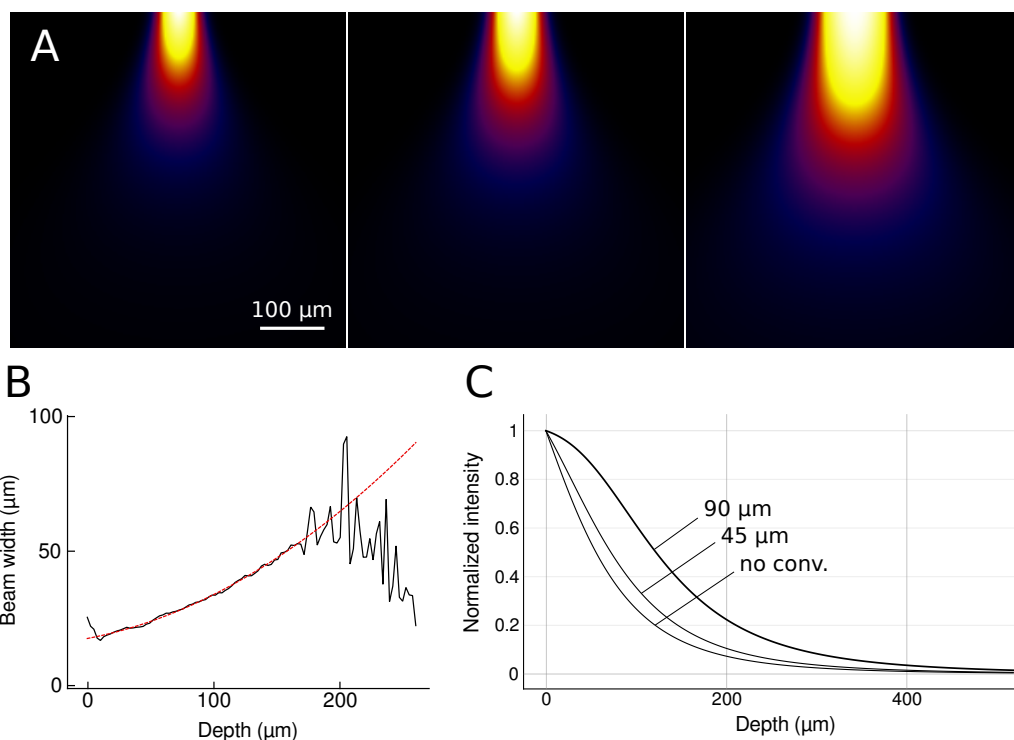 A
100 µm
B
100
50
0
Beam width (µm)
0
100
200
Depth (µm)
C
1
0.8
0.6
0.4
0.2
0
Normalized intensity
90 µm
45 µm
no conv.
0
200
400
Depth (µm)